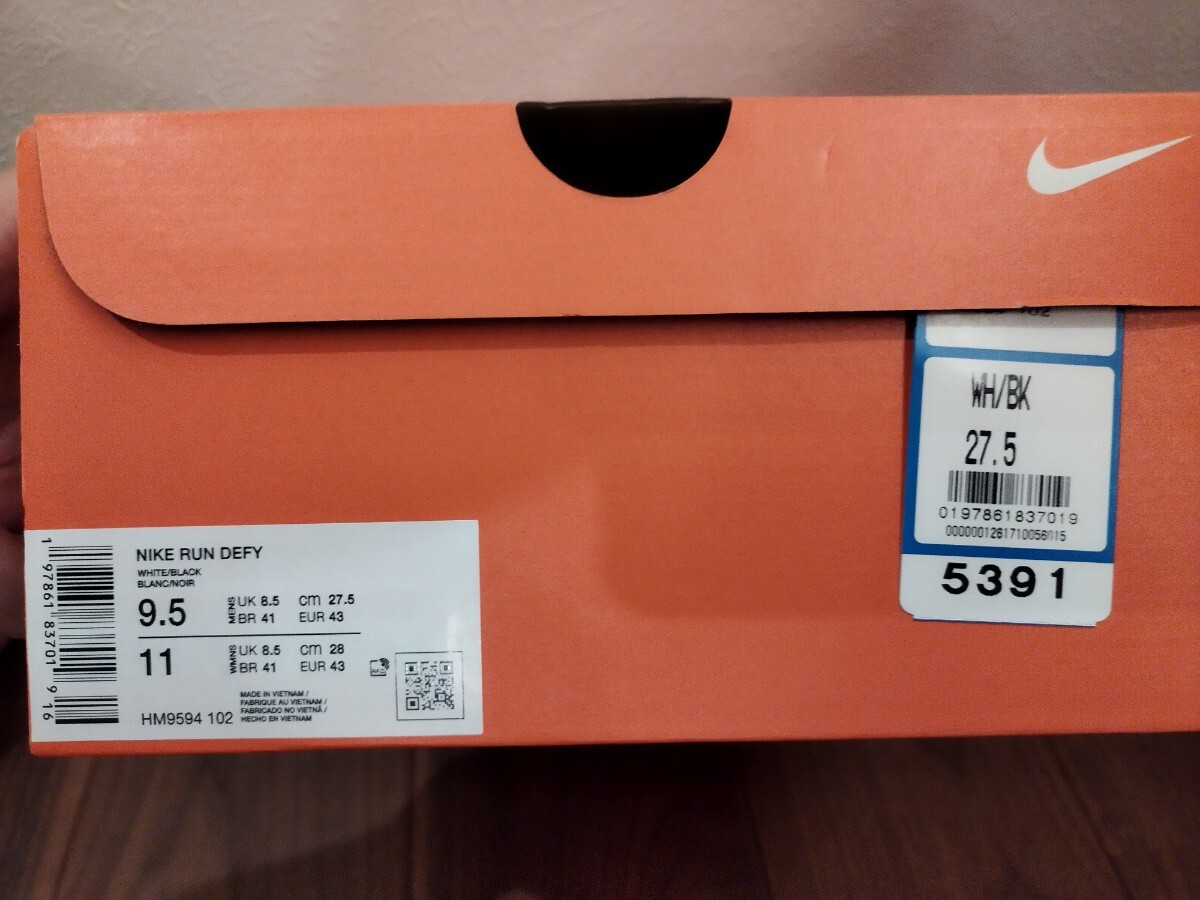 WH/BK
27.5
0197861837019
5391
NIKE RUN DEFY
WHITE/BLACK
BLANC/NOIR
9.5
MENS
UK 8.5 cm 27.5
BR 41 EUR 43
11
WMNS
UK 8.5 cm 28
BR 41 EUR 43
MADE IN VIETNAM /
FABRIQUE AU VIETNAM /
FABRICADO NO VIETNÃ /
HECHO EN VIETNAM
HM9594 102
1 97861 83701 9 16